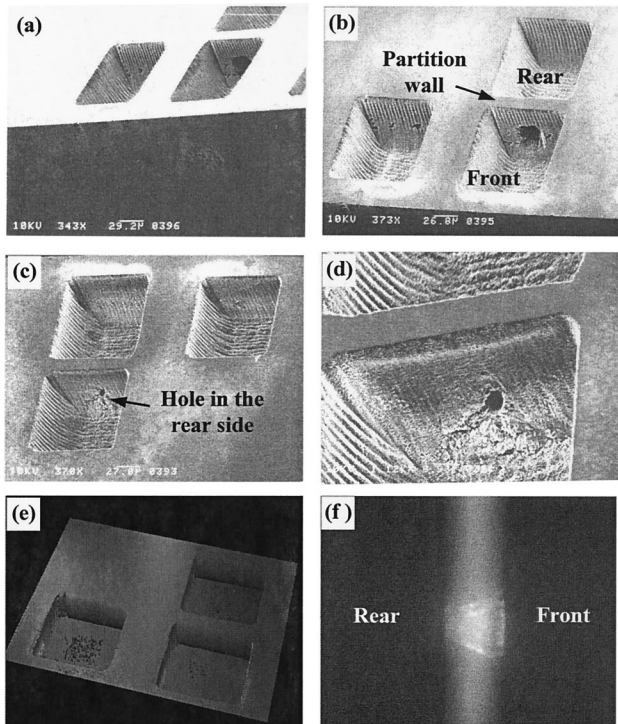 (a)
10KV 343X 29.2µ 0396
(b)
Partition
wall
Rear
Front
10KV 373X 26.8µ 0395
(c)
Hole in the
rear side
10KV 370X 27.0µ 0393
(d)
(e)
(f)
Rear
Front